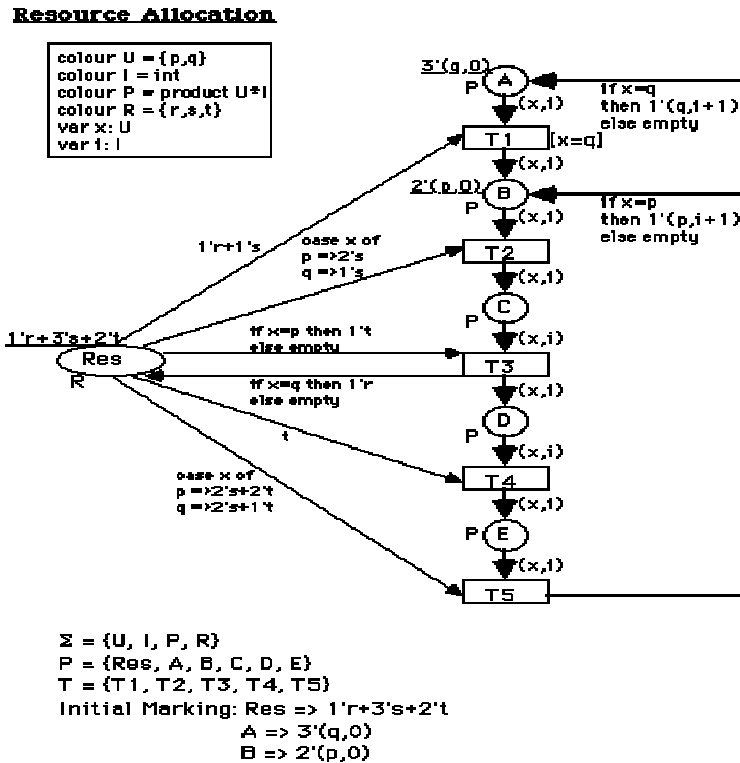 Resource Allocation
colour U = {p,q}
colour I = int
colour P = product U*I
colour R = {r,s,t}
var x: U
var i: I
3'(q,0)
A
P
(x,i)
if x=q
then 1'(q,i+1)
else empty
T1
[x=q]
(x,i)
2'(p,0)
B
P
(x,i)
if x=p
then 1'(p,i+1)
else empty
1'r+1's
case x of
p =>2's
q =>1's
T2
(x,i)
C
P
(x,i)
1'r+3's+2't
Res
R
if x=p then 1't
else empty
T3
if x=q then 1'r
else empty
(x,i)
D
P
(x,i)
t
T4
(x,i)
case x of
p =>2's+2't
q =>2's+1't
E
P
(x,i)
T5
Σ = {U, I, P, R}
P = {Res, A, B, C, D, E}
T = {T1, T2, T3, T4, T5}
Initial Marking: Res => 1'r+3's+2't
A => 3'(q,0)
B => 2'(p,0)